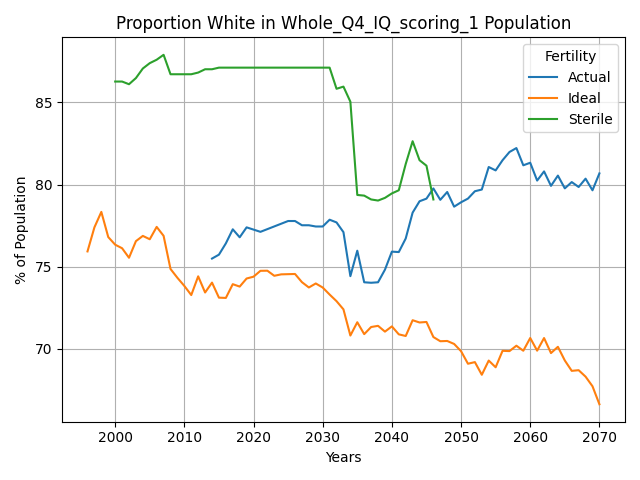 Proportion White in Whole_Q4_IQ_scoring_1 Population
Fertility
Actual
Ideal
Sterile
% of Population
85
80
75
70
2000 2010 2020 2030 2040 2050 2060 2070
Years